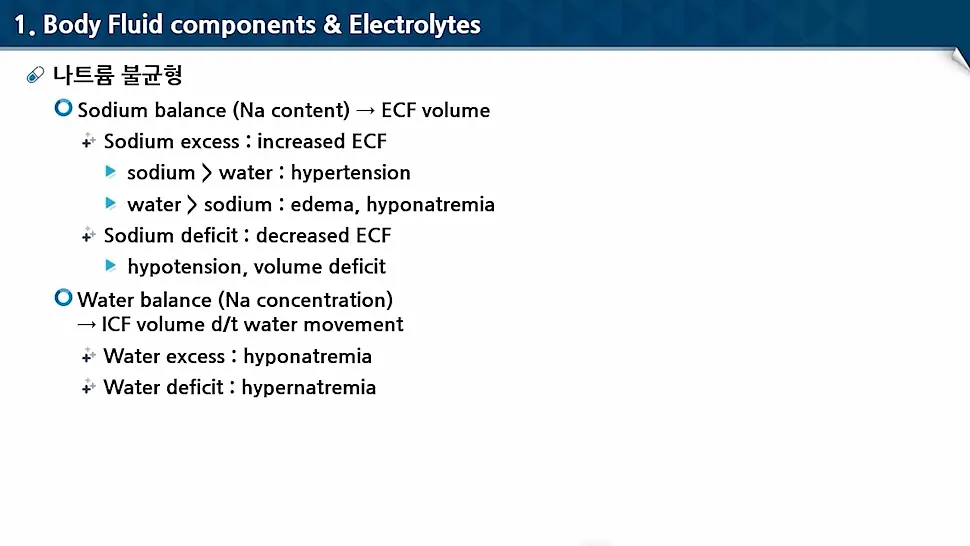 1. Body Fluid components & Electrolytes
나트륨 불균형
Sodium balance (Na content) → ECF volume
Sodium excess : increased ECF
sodium > water : hypertension
water > sodium : edema, hyponatremia
Sodium deficit : decreased ECF
hypotension, volume deficit
Water balance (Na concentration)
→ ICF volume d/t water movement
Water excess : hyponatremia
Water deficit : hypernatremia